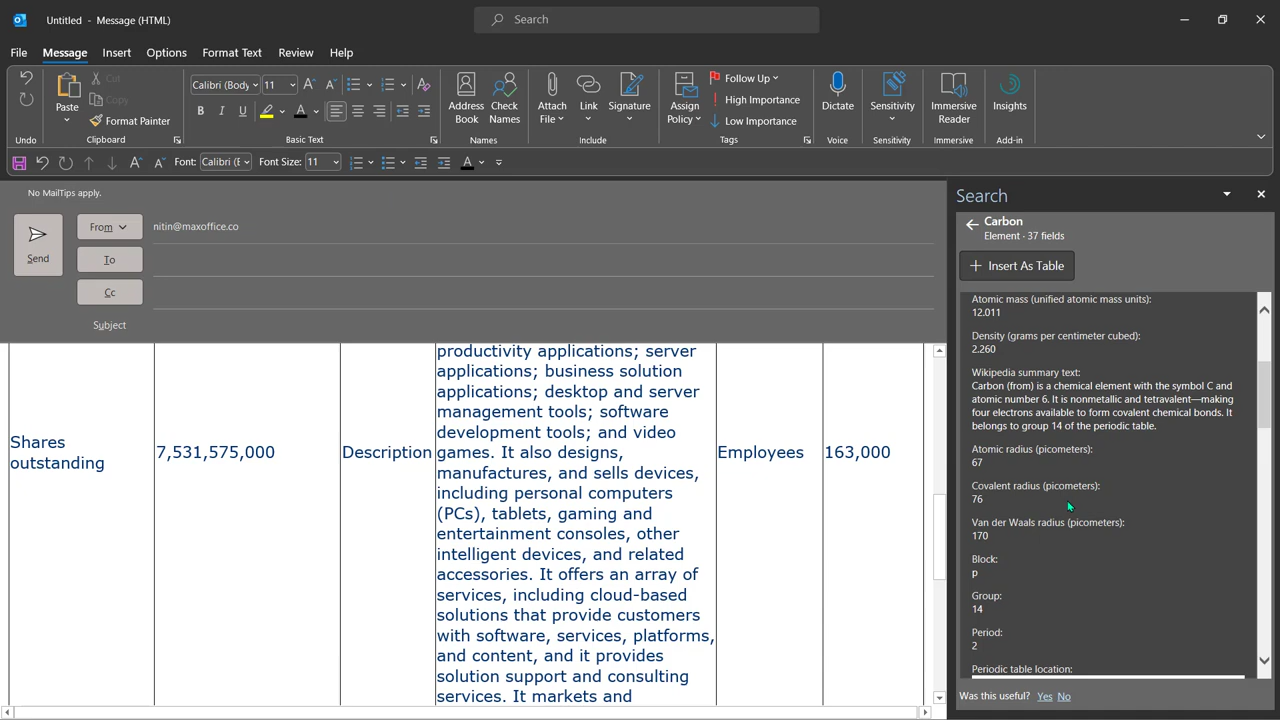 Untitled - Message (HTML)
Search
File Message Insert Options Format Text Review Help
Undo
Paste
Cut
Copy
Format Painter
Clipboard
Calibri (Body 11
B I U
Basic Text
Address Book
Check Names
Names
Attach File
Link
Signature
Include
Assign Policy
Follow Up
High Importance
Low Importance
Tags
Dictate
Voice
Sensitivity
Sensitivity
Immersive Reader
Immersive
Insights
Add-in
Font: Calibri (E Font Size: 11
No MailTips apply.
Send
From
nitin@maxoffice.co
To
Cc
Subject
Shares
outstanding
7,531,575,000
Description
productivity applications; server
applications; business solution
applications; desktop and server
management tools; software
development tools; and video
games. It also designs,
manufactures, and sells devices,
including personal computers
(PCs), tablets, gaming and
entertainment consoles, other
intelligent devices, and related
accessories. It offers an array of
services, including cloud-based
solutions that provide customers
with software, services, platforms,
and content, and it provides
solution support and consulting
services. It markets and
Employees
163,000
Search
Carbon
Element · 37 fields
Insert As Table
Atomic mass (unified atomic mass units):
12.011
Density (grams per centimeter cubed):
2.260
Wikipedia summary text:
Carbon (from) is a chemical element with the symbol C and
atomic number 6. It is nonmetallic and tetravalent—making
four electrons available to form covalent chemical bonds. It
belongs to group 14 of the periodic table.
Atomic radius (picometers):
67
Covalent radius (picometers):
76
Van der Waals radius (picometers):
170
Block:
p
Group:
14
Period:
2
Periodic table location:
Was this useful? Yes No